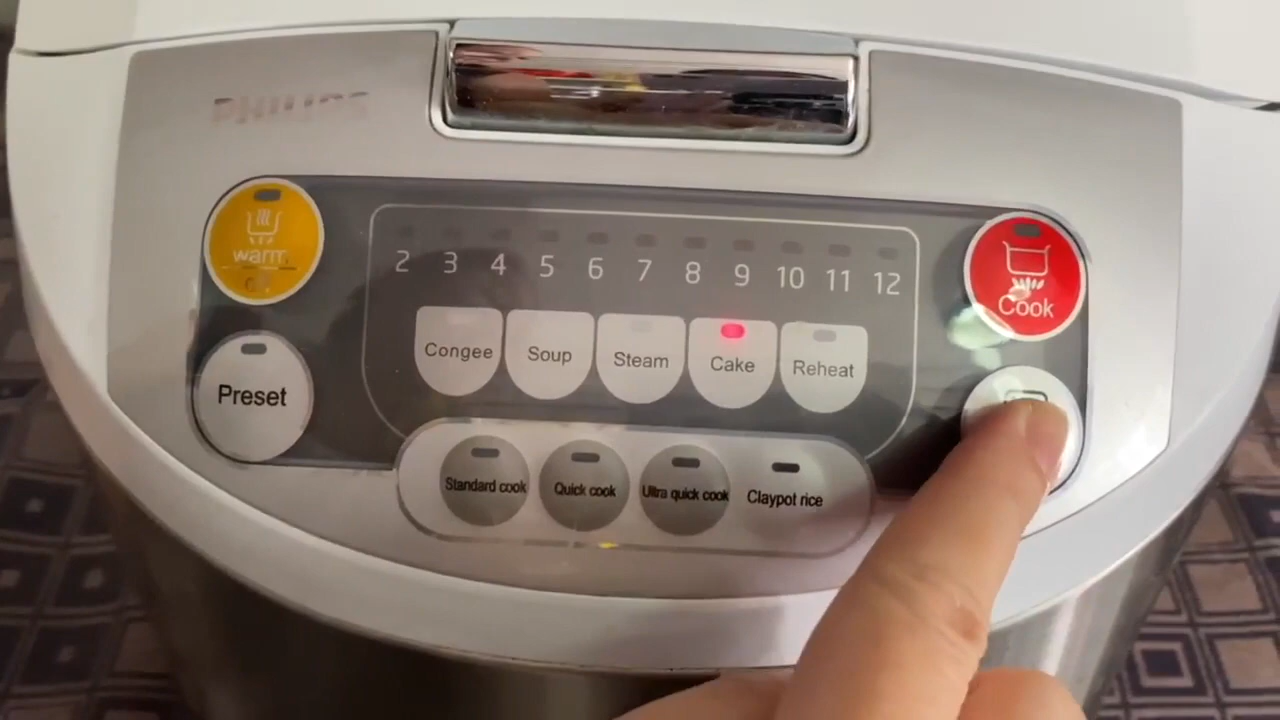 PHILIPS
warm
2 3 4 5 6 7 8 9 10 11 12
Cook
Congee Soup Steam Cake Reheat
Preset
Standard cook Quick cook Ultra quick cook Claypot rice